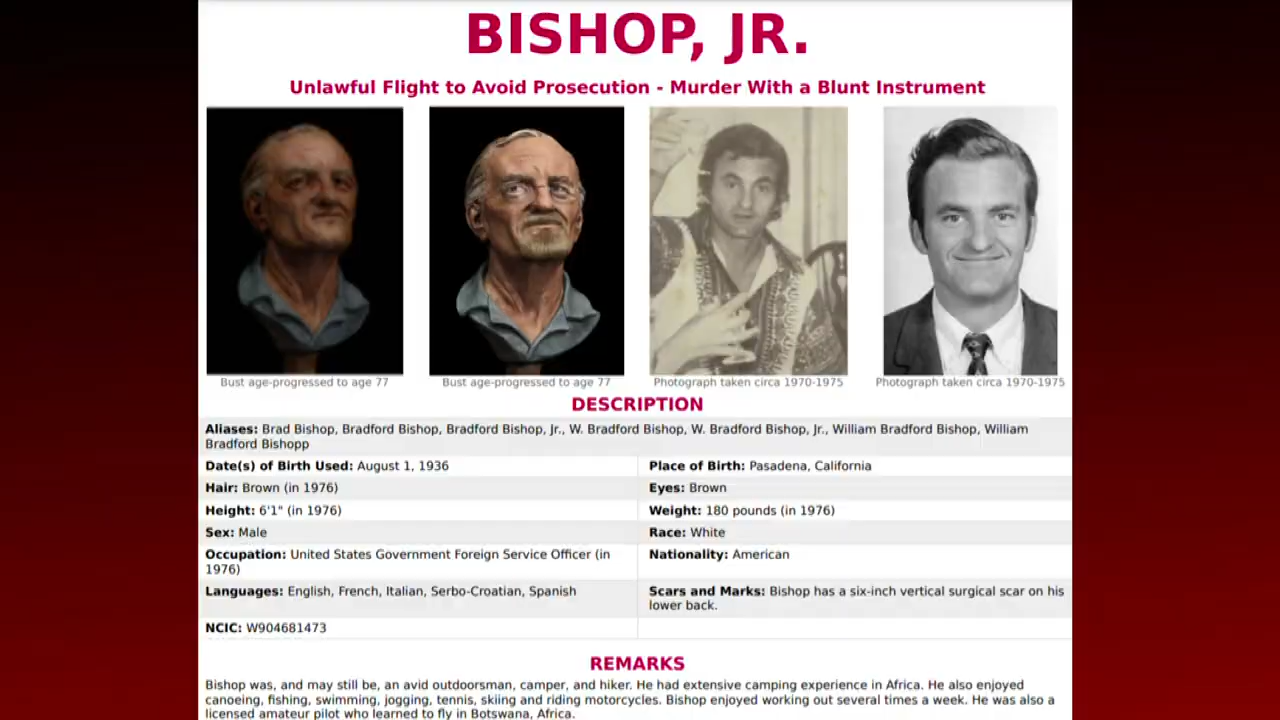 BISHOP, JR.
Unlawful Flight to Avoid Prosecution - Murder With a Blunt Instrument
Bust age-progressed to age 77
Bust age-progressed to age 77
Photograph taken circa 1970-1975
Photograph taken circa 1970-1975
DESCRIPTION
Aliases: Brad Bishop, Bradford Bishop, Bradford Bishop, Jr., W. Bradford Bishop, W. Bradford Bishop, Jr., William Bradford Bishop, William
Bradford Bishopp
Date(s) of Birth Used: August 1, 1936
Place of Birth: Pasadena, California
Hair: Brown (in 1976)
Eyes: Brown
Height: 6'1" (in 1976)
Weight: 180 pounds (in 1976)
Sex: Male
Race: White
Occupation: United States Government Foreign Service Officer (in
1976)
Nationality: American
Languages: English, French, Italian, Serbo-Croatian, Spanish
Scars and Marks: Bishop has a six-inch vertical surgical scar on his
lower back.
NCIC: W904681473
REMARKS
Bishop was, and may still be, an avid outdoorsman, camper, and hiker. He had extensive camping experience in Africa. He also enjoyed
canoeing, fishing, swimming, jogging, tennis, skiing and riding motorcycles. Bishop enjoyed working out several times a week. He was also a
licensed amateur pilot who learned to fly in Botswana, Africa.